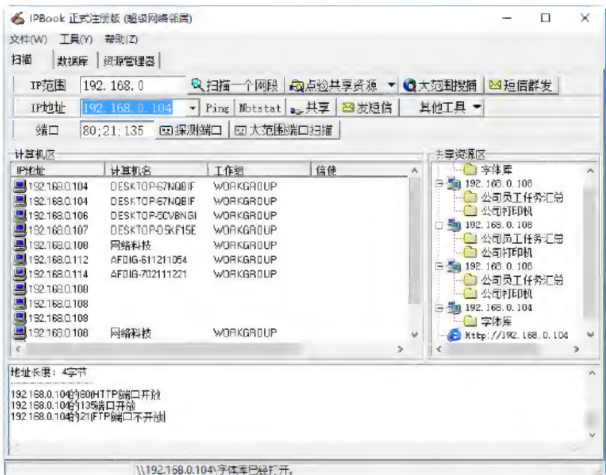 IPBook 正式注册版 (超级网络邻居)
文件(W) 工具(Y) 帮助(Z)
扫描 数据库 资源管理器
IP范围 192.168.0 扫描一个网段 点验共享资源 大范围搜捕 短信群发
IP地址 192.168.0.104 Ping Nbtstat 共享 发短信 其他工具
端口 80;21;135 探测端口 大范围端口扫描
计算机区 共享资源区
IP地址 计算机名 工作组 信使
192.168.0.104 DESKTOP-67NQBIF WORKGROUP
192.168.0.104 DESKTOP-67NQBIF WORKGROUP
192.168.0.106 WORKGROUP
192.168.0.107 WORKGROUP
192.168.0.108 网络科技 WORKGROUP
192.168.0.112 AFDIG-611211054 WORKGROUP
192.168.0.114 AFDIG-702111221 WORKGROUP
192.168.0.108
192.168.0.108
192.168.0.108
192.168.0.108 网络科技 WORKGROUP
字体库
192.168.0.106
公司员工任务汇总
公司打印机
192.168.0.108
公司员工任务汇总
公司打印机
192.168.0.108
公司员工任务汇总
公司打印机
192.168.0.104
字体库
Http://192.168.0.104
地址长度: 4字节
192.168.0.104的80(HTTP)端口开放
192.168.0.104的135端口开放
192.168.0.104的21(FTP)端口不开放
\\192.168.0.104\字体库已经打开。